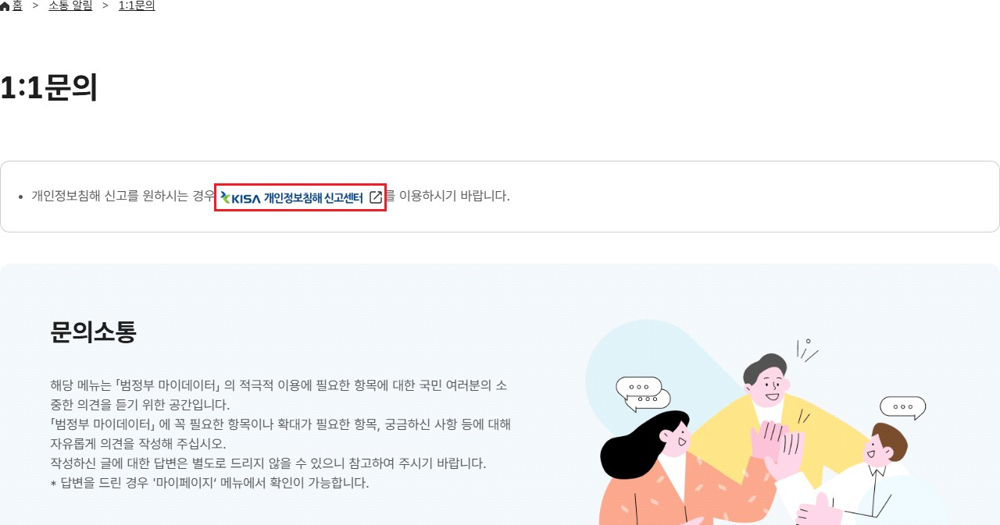 홈 > 소통 알림 > 1:1문의
1:1문의
• 개인정보침해 신고를 원하시는 경우 KISA 개인정보침해 신고센터 를 이용하시기 바랍니다.
문의소통
해당 메뉴는 「범정부 마이데이터」 의 적극적 이용에 필요한 항목에 대한 국민 여러분의 소
중한 의견을 듣기 위한 공간입니다.
「범정부 마이데이터」 에 꼭 필요한 항목이나 확대가 필요한 항목, 궁금하신 사항 등에 대해
자유롭게 의견을 작성해 주십시오.
작성하신 글에 대한 답변은 별도로 드리지 않을 수 있으니 참고하여 주시기 바랍니다.
* 답변을 드린 경우 '마이페이지’ 메뉴에서 확인이 가능합니다.